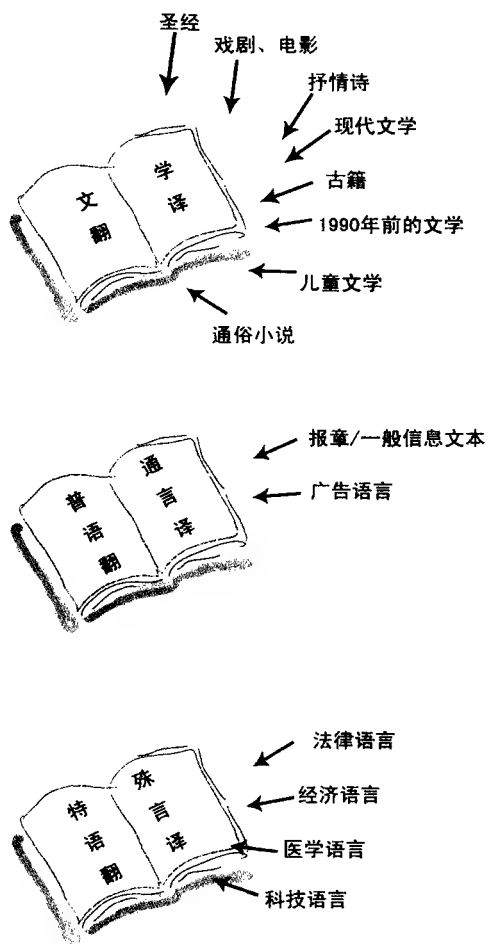 圣经
戏剧、电影
抒情诗
现代文学
古籍
1990年前的文学
儿童文学
通俗小说
文学
翻译
报章/一般信息文本
广告语言
普通
语言
翻译
法律语言
经济语言
医学语言
科技语言
特殊
语言
翻译